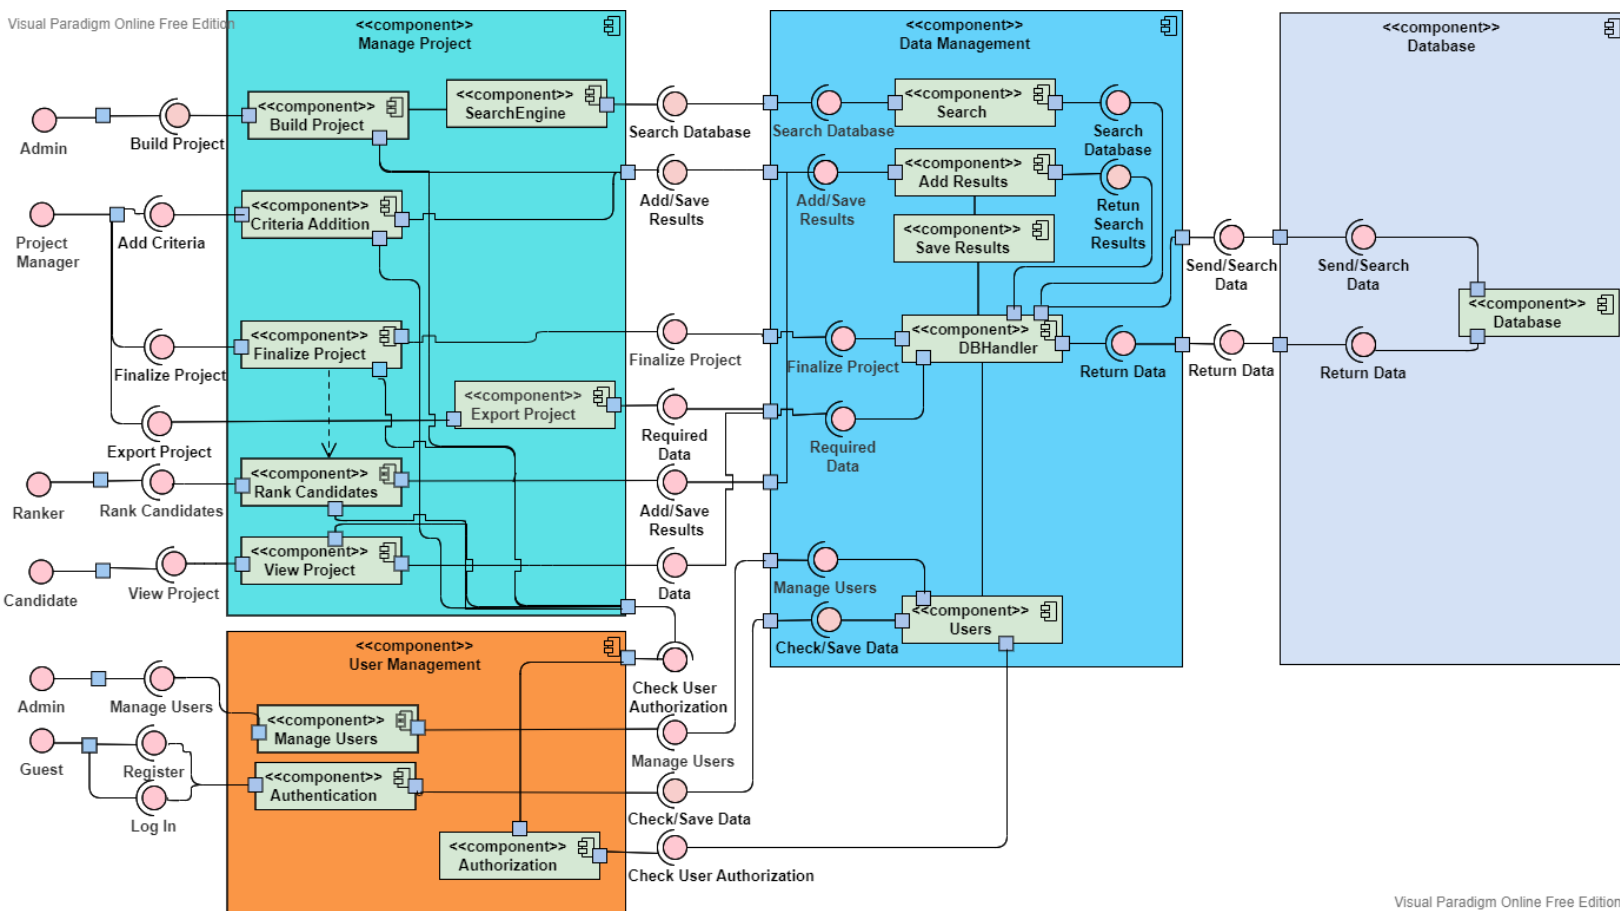 Visual Paradigm Online Free Edition
<<component>>
Manage Project
<<component>>
Build Project
<<component>>
SearchEngine
Admin
Build Project
<<component>>
Criteria Addition
Project
Manager
Add Criteria
<<component>>
Finalize Project
Finalize Project
<<component>>
Export Project
Export Project
<<component>>
Rank Candidates
Ranker
Rank Candidates
<<component>>
View Project
Candidate
View Project
Search Database
Add/Save
Results
Finalize Project
Required
Data
Add/Save
Results
Data
<<component>>
User Management
Admin
Manage Users
<<component>>
Manage Users
Guest
Register
Log In
<<component>>
Authentication
<<component>>
Authorization
Check User
Authorization
Manage Users
Check/Save Data
Check User Authorization
<<component>>
Data Management
Search Database
<<component>>
Search
Search
Database
Add/Save
Results
<<component>>
Add Results
Retun
Search
Results
<<component>>
Save Results
Finalize Project
<<component>>
DBHandler
Return Data
Required
Data
Manage Users
Check/Save Data
<<component>>
Users
Send/Search
Data
Return Data
<<component>>
Database
Send/Search
Data
<<component>>
Database
Return Data
Visual Paradigm Online Free Edition